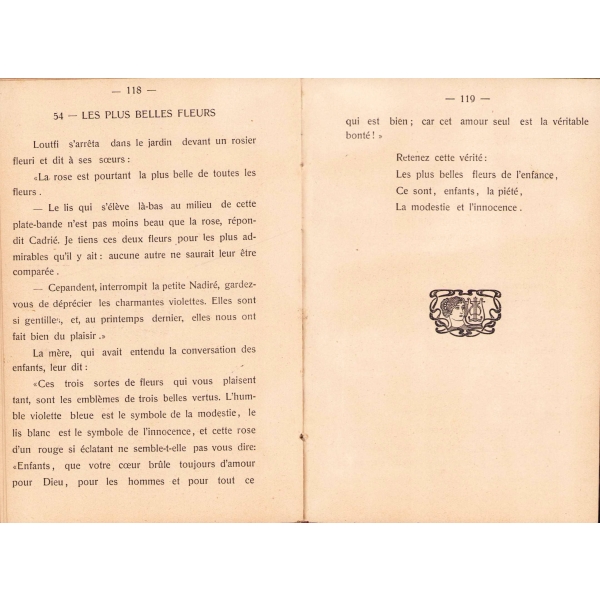 — 118 —
54 — LES PLUS BELLES FLEURS
Loutfi s'arrêta dans le jardin devant un rosier
fleuri et dit à ses sœurs :
«La rose est pourtant la plus belle de toutes les
fleurs .
— Le lis qui s'élève là-bas au milieu de cette
plate-bande n'est pas moins beau que la rose, répon-
dit Cadrié. Je tiens ces deux fleurs pour les plus ad-
mirables qu'il y ait : aucune autre ne saurait leur être
comparée .
— Cependant, interrompit la petite Nadiré, gardez-
vous de déprécier les charmantes violettes. Elles sont
si gentilles, et, au printemps dernier, elles nous ont
fait bien du plaisir .»
La mère, qui avait entendu la conversation des
enfants, leur dit :
«Ces trois sortes de fleurs qui vous plaisent
tant, sont les emblèmes de trois belles vertus. L'hum-
ble violette bleue est le symbole de la modestie, le
lis blanc est le symbole de l'innocence, et cette rose
d'un rouge si éclatant ne semble-t-elle pas vous dire:
«Enfants, que votre cœur brûle toujours d'amour
pour Dieu, pour les hommes et pour tout ce
— 119 —
qui est bien ; car cet amour seul est la véritable
bonté! »
Retenez cette vérité :
Les plus belles fleurs de l'enfance,
Ce sont, enfants, la piété,
La modestie et l'innocence .